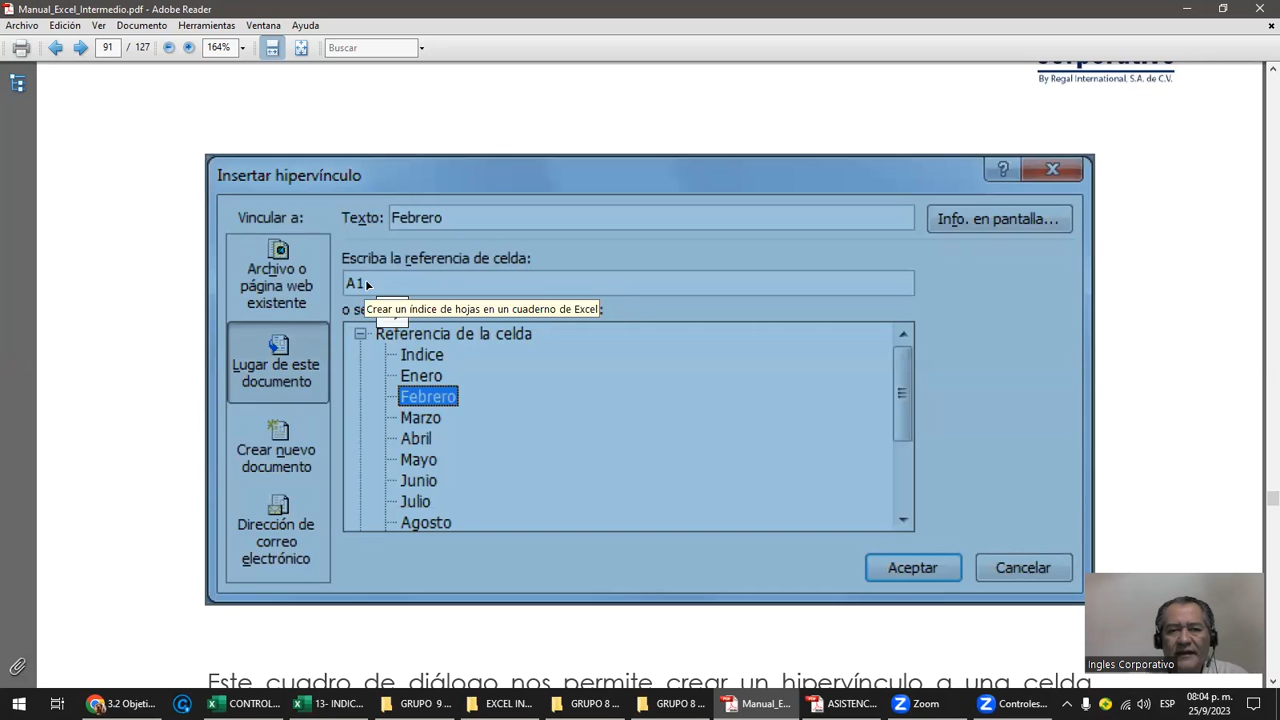 Manual_Excel_Intermedio.pdf - Adobe Reader
Archivo Edición Ver Documento Herramientas Ventana Ayuda
91 / 127 164% Buscar
By Regal International, S.A. de C.V.
Insertar hipervínculo
Vincular a: Texto: Febrero Info. en pantalla...
Archivo o página web existente
Lugar de este documento
Crear nuevo documento
Dirección de correo electrónico
Escriba la referencia de celda:
A1
o se
Crear un índice de hojas en un cuaderno de Excel :
Referencia de la celda
Indice
Enero
Febrero
Marzo
Abril
Mayo
Junio
Julio
Agosto
Aceptar Cancelar
Ingles Corporativo
Este cuadro de diálogo nos permite crear un hipervínculo a una celda
3.2 Objeti... CONTROL... 13- INDIC... GRUPO 9 ... EXCEL IN... GRUPO 8 ... GRUPO 8 ... Manual_E... ASISTENC... Zoom Controles... ESP 08:04 p. m.
25/9/2023